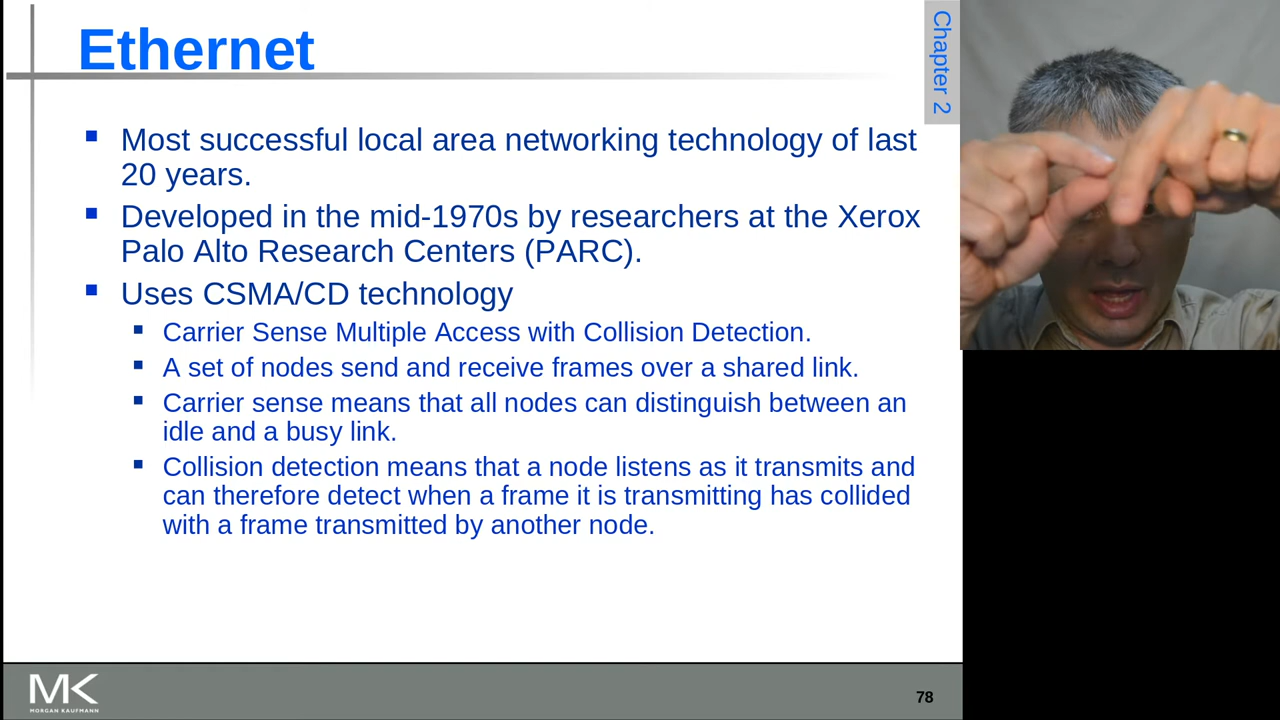 Ethernet
Chapter 2
Most successful local area networking technology of last
20 years.
Developed in the mid-1970s by researchers at the Xerox
Palo Alto Research Centers (PARC).
Uses CSMA/CD technology
Carrier Sense Multiple Access with Collision Detection.
A set of nodes send and receive frames over a shared link.
Carrier sense means that all nodes can distinguish between an
idle and a busy link.
Collision detection means that a node listens as it transmits and
can therefore detect when a frame it is transmitting has collided
with a frame transmitted by another node.
MK
MORGAN KAUFMANN
78